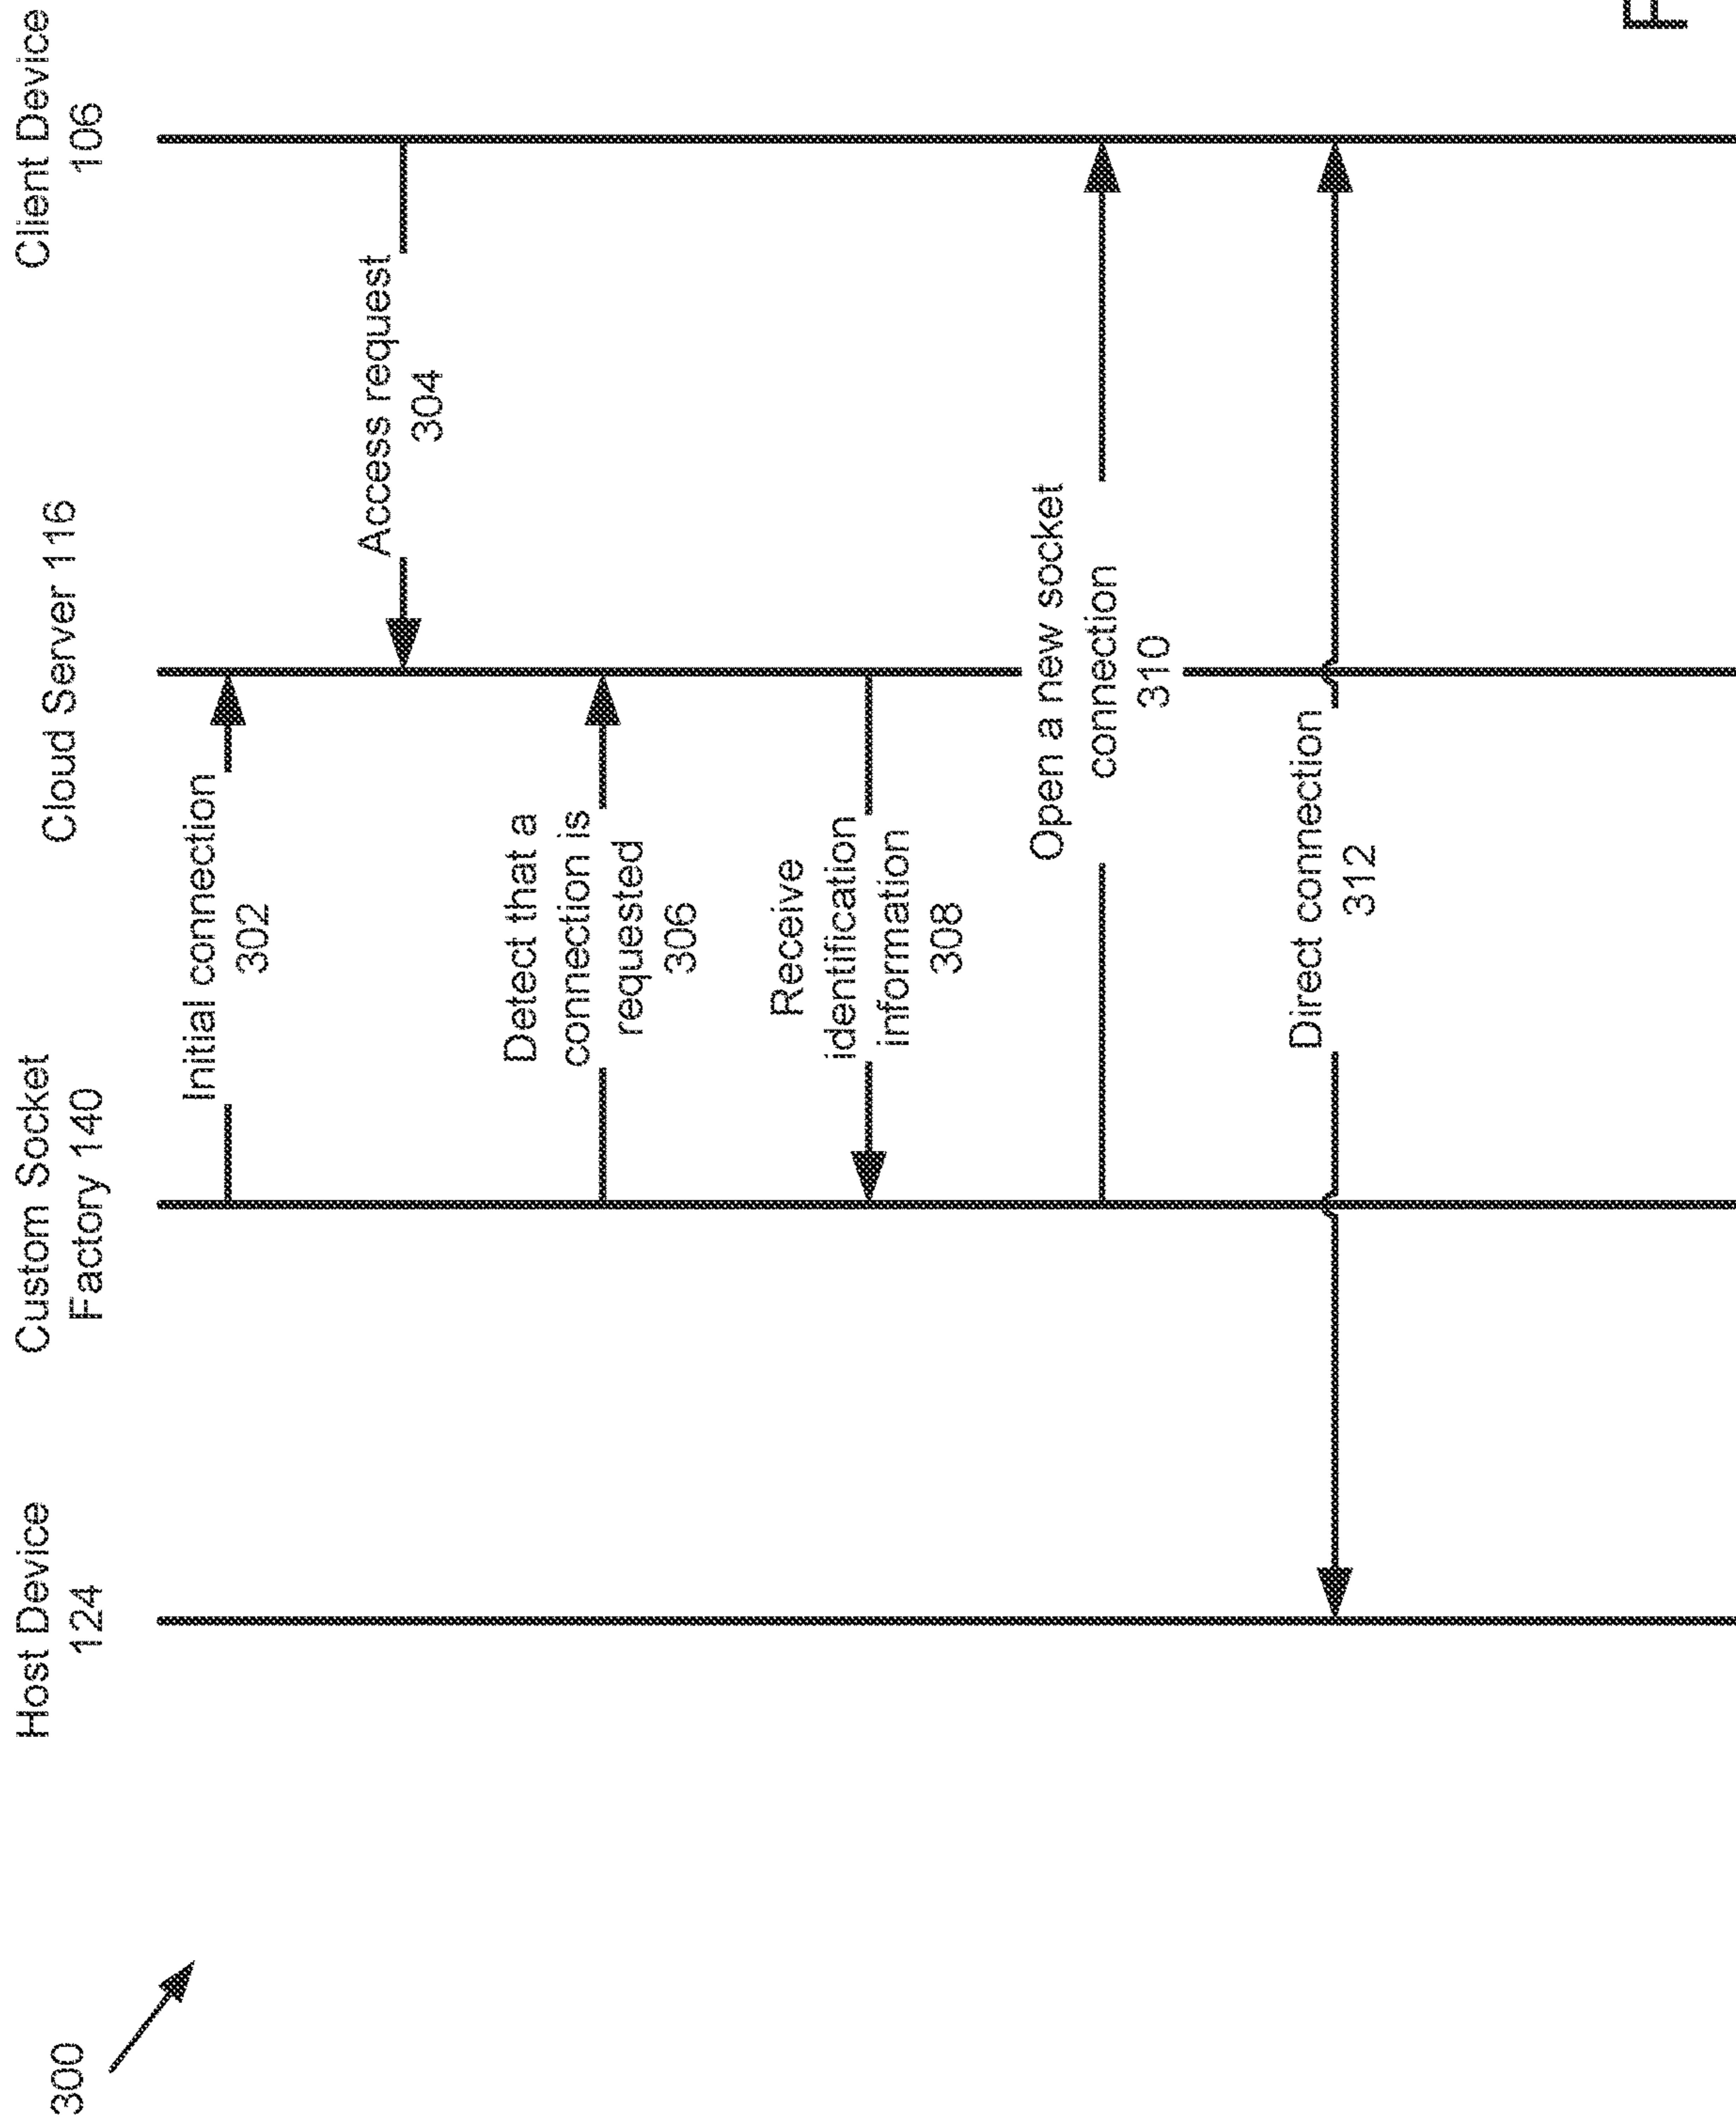 300
Host Device
124
Custom Socket
Factory 140
Cloud Server 116
Client Device
106
Initial connection
302
Access request
304
Detect that a
connection is
requested
306
Receive
identification
information
308
Open a new socket
connection
310
Direct connection
312